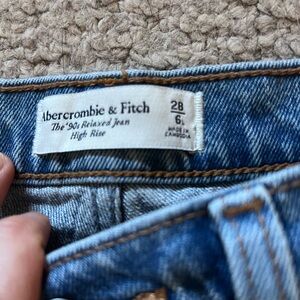 Abercrombie & Fitch
The '90s Relaxed Jean
High Rise
28
6
MADE IN
CAMBODIA